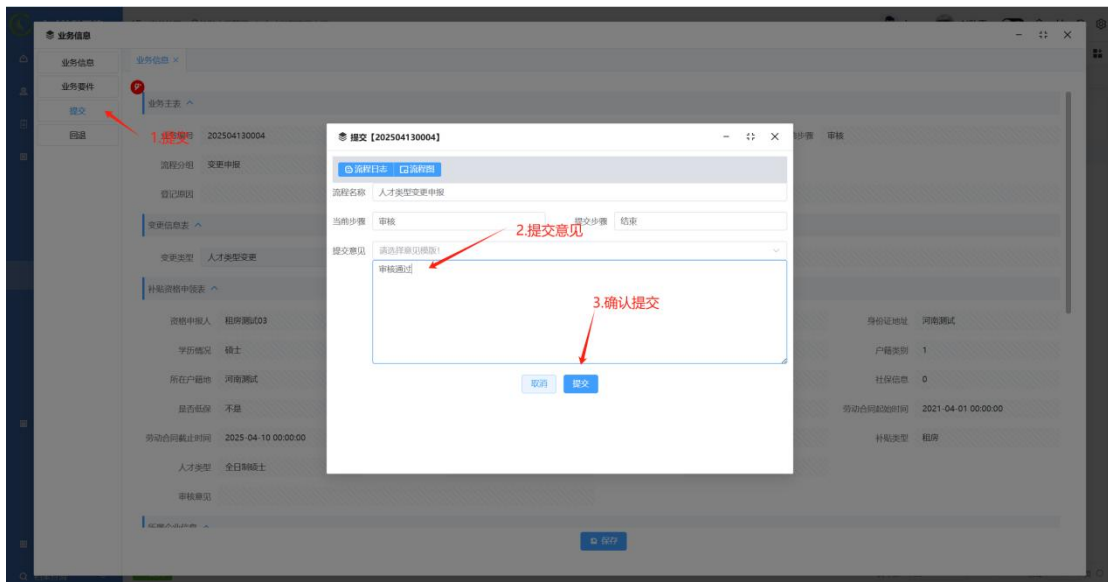 业务信息
业务信息
业务信息 ×
业务要件
提交
回退
1.提交
业务主表
202504130004
审核
流程分组 变更申报
登记原因
变更信息表
变更类型 人才类型变更
补贴资格申领表
资格申报人 租房测试03
身份证地址 河南测试
学历情况 硕士
户籍类别 1
所在户籍地 河南测试
社保信息 0
是否低保 不是
劳动合同起始时间 2021-04-01 00:00:00
劳动合同截止时间 2025-04-10 00:00:00
补贴类型 租房
人才类型 全日制硕士
审核意见
保存
提交【202504130004】
流程日志 流程图
流程名称 人才类型变更申报
当前步骤 审核
提交步骤 结束
2.提交意见
提交意见 请选择意见模版!
审核通过
3.确认提交
取消 提交